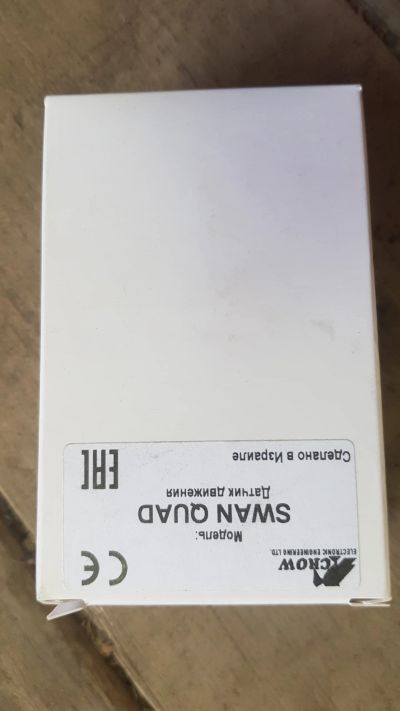 CROW
ELECTRONIC ENGINEERING LTD.
CE
Модель:
SWAN QUAD
Датчик движения
Сделано в Израиле
EAC